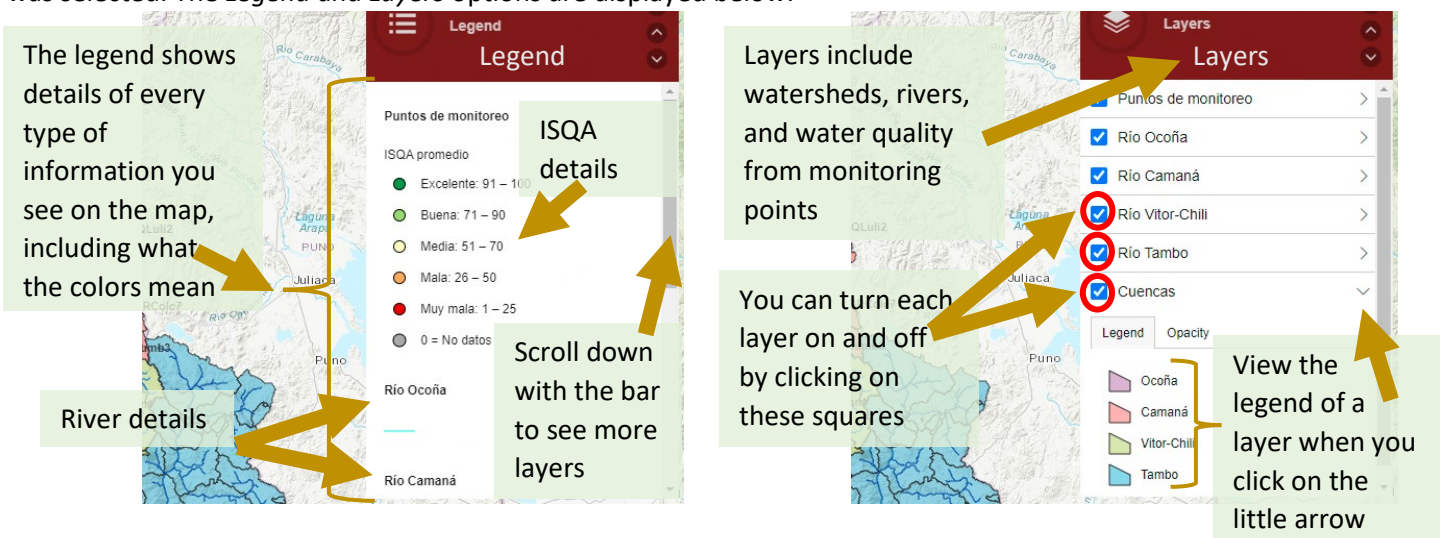 was selected. The Legend and Layers options are displayed below.
The legend shows
details of every
type of
information you
see on the map,
including what
the colors mean
River details
Río Carabaya
Laguna
Arapa
QLuli2
PUNO
Juliaca
RColc7
Puno
Legend
Legend
Puntos de monitoreo
ISQA promedio
Excelente: 91 – 100
Buena: 71 – 90
Media: 51 – 70
Mala: 26 – 50
Muy mala: 1 – 25
0 = No datos
Río Ocoña
Río Camaná
ISQA
details
Scroll down
with the bar
to see more
layers
Layers include
watersheds, rivers,
and water quality
from monitoring
points
You can turn each
layer on and off
by clicking on
these squares
Carabaya
Laguna
QLuli2
Juliaca
Puno
Layers
Layers
Puntos de monitoreo
Río Ocoña
Río Camaná
Río Vitor-Chili
Río Tambo
Cuencas
Legend Opacity
Ocoña
Camaná
Vitor-Chili
Tambo
View the
legend of a
layer when you
click on the
little arrow